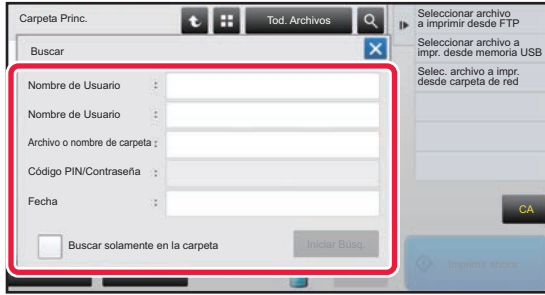 Carpeta Princ.
Tod. Archivos
Buscar
Nombre de Usuario :
Nombre de Usuario :
Archivo o nombre de carpeta :
Código PIN/Contraseña :
Fecha :
Buscar solamente en la carpeta
Iniciar Búsq.
Seleccionar archivo
a imprimir desde FTP
Seleccionar archivo a
impr. desde memoria USB
Selec. archivo a impr.
desde carpeta de red
CA
Imprimir ahora